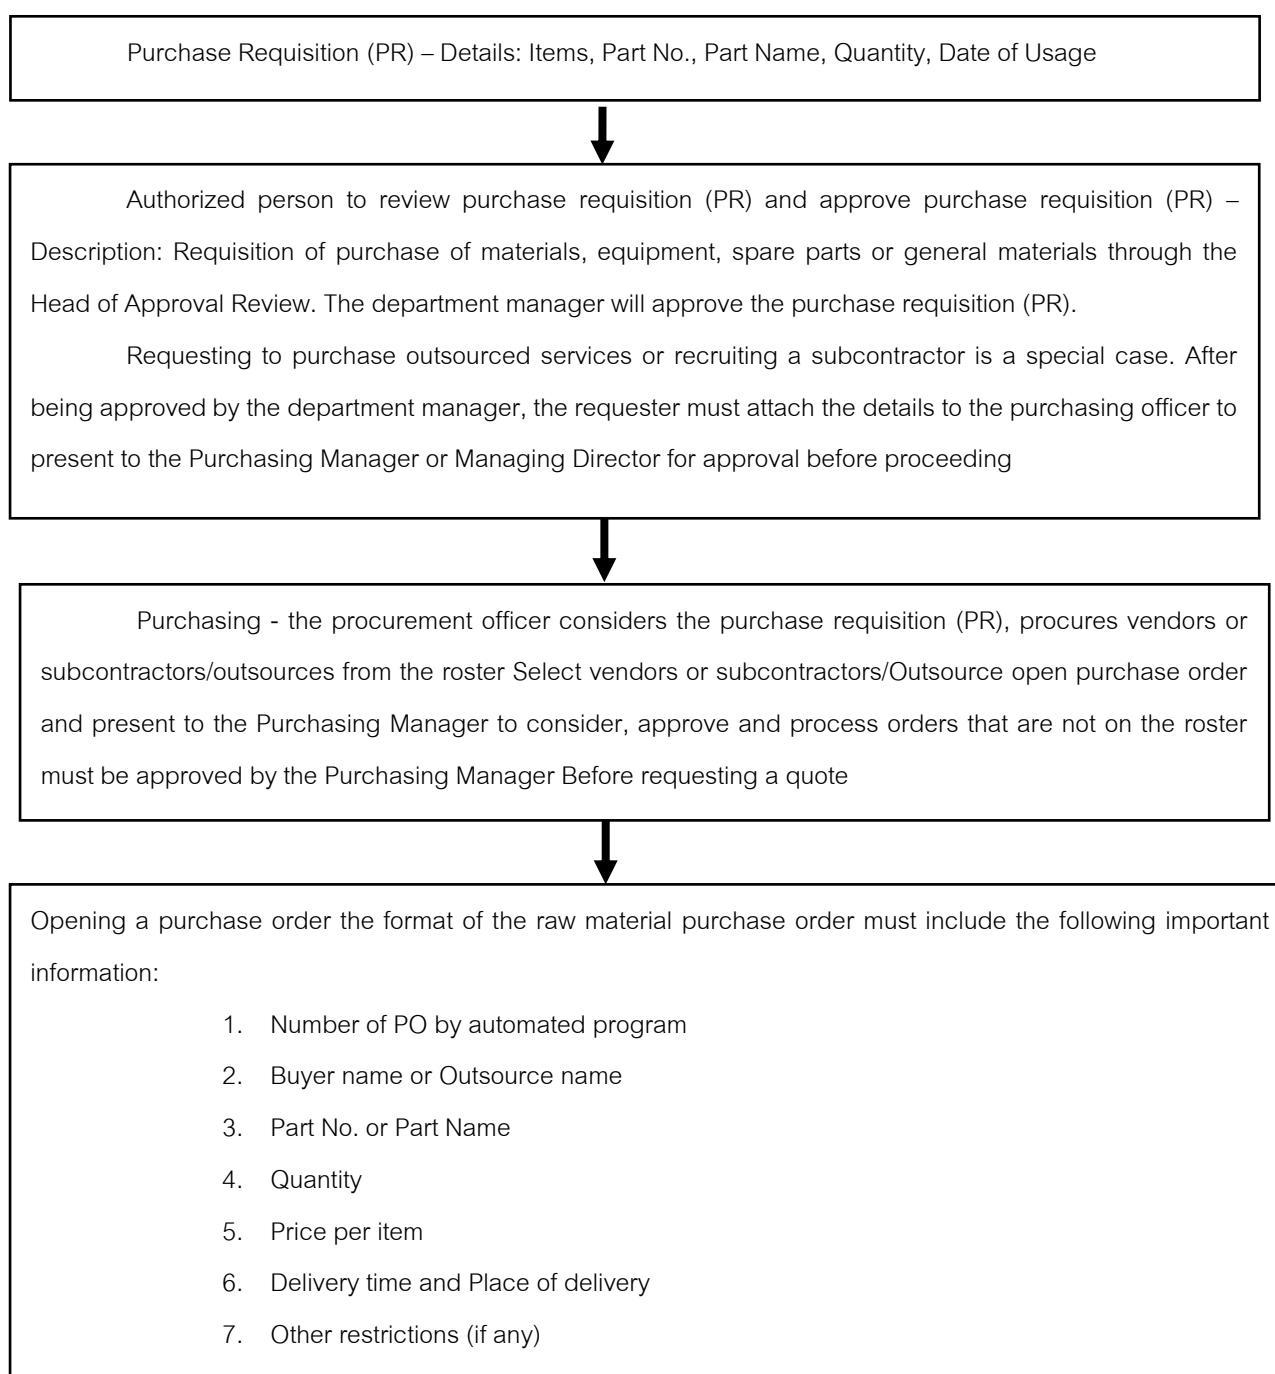 Purchase Requisition (PR) – Details: Items, Part No., Part Name, Quantity, Date of Usage
Authorized person to review purchase requisition (PR) and approve purchase requisition (PR) –
Description: Requisition of purchase of materials, equipment, spare parts or general materials through the
Head of Approval Review. The department manager will approve the purchase requisition (PR).
Requesting to purchase outsourced services or recruiting a subcontractor is a special case. After
being approved by the department manager, the requester must attach the details to the purchasing officer to
present to the Purchasing Manager or Managing Director for approval before proceeding
Purchasing - the procurement officer considers the purchase requisition (PR), procures vendors or
subcontractors/outsources from the roster Select vendors or subcontractors/Outsource open purchase order
and present to the Purchasing Manager to consider, approve and process orders that are not on the roster
must be approved by the Purchasing Manager Before requesting a quote
Opening a purchase order the format of the raw material purchase order must include the following important
information:
1. Number of PO by automated program
2. Buyer name or Outsource name
3. Part No. or Part Name
4. Quantity
5. Price per item
6. Delivery time and Place of delivery
7. Other restrictions (if any)